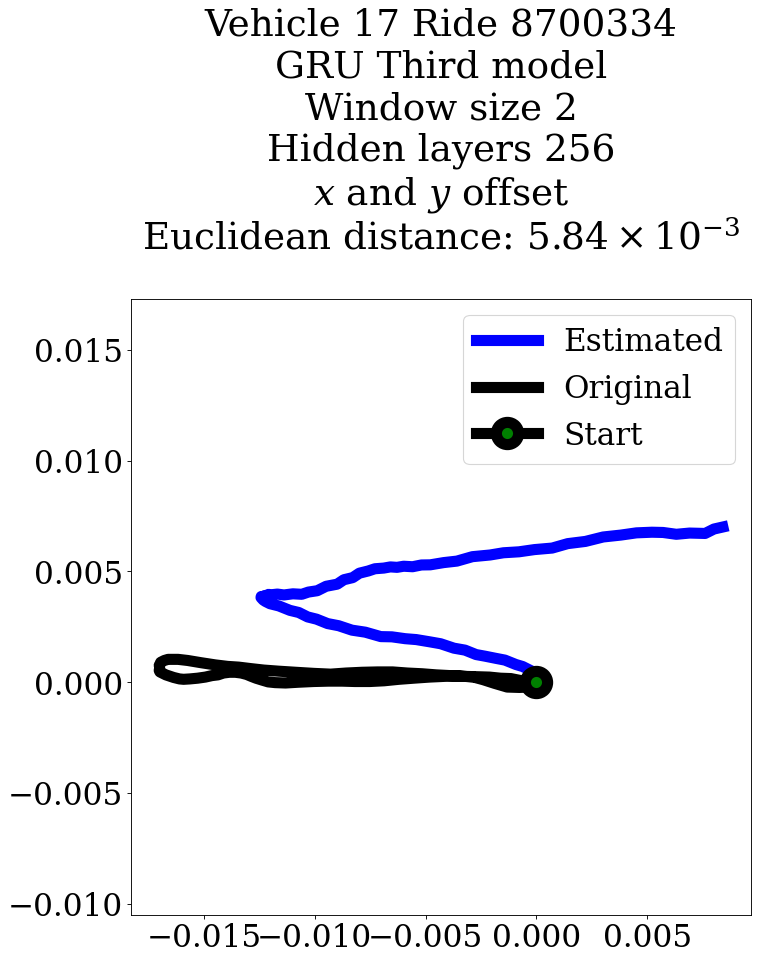 Vehicle 17 Ride 8700334
GRU Third model
Window size 2
Hidden layers 256
x and y offset
Euclidean distance: 5.84 × 10⁻³
Estimated
Original
Start
0.015
0.010
0.005
0.000
−0.005
−0.010
−0.015 −0.010 −0.005 0.000 0.005